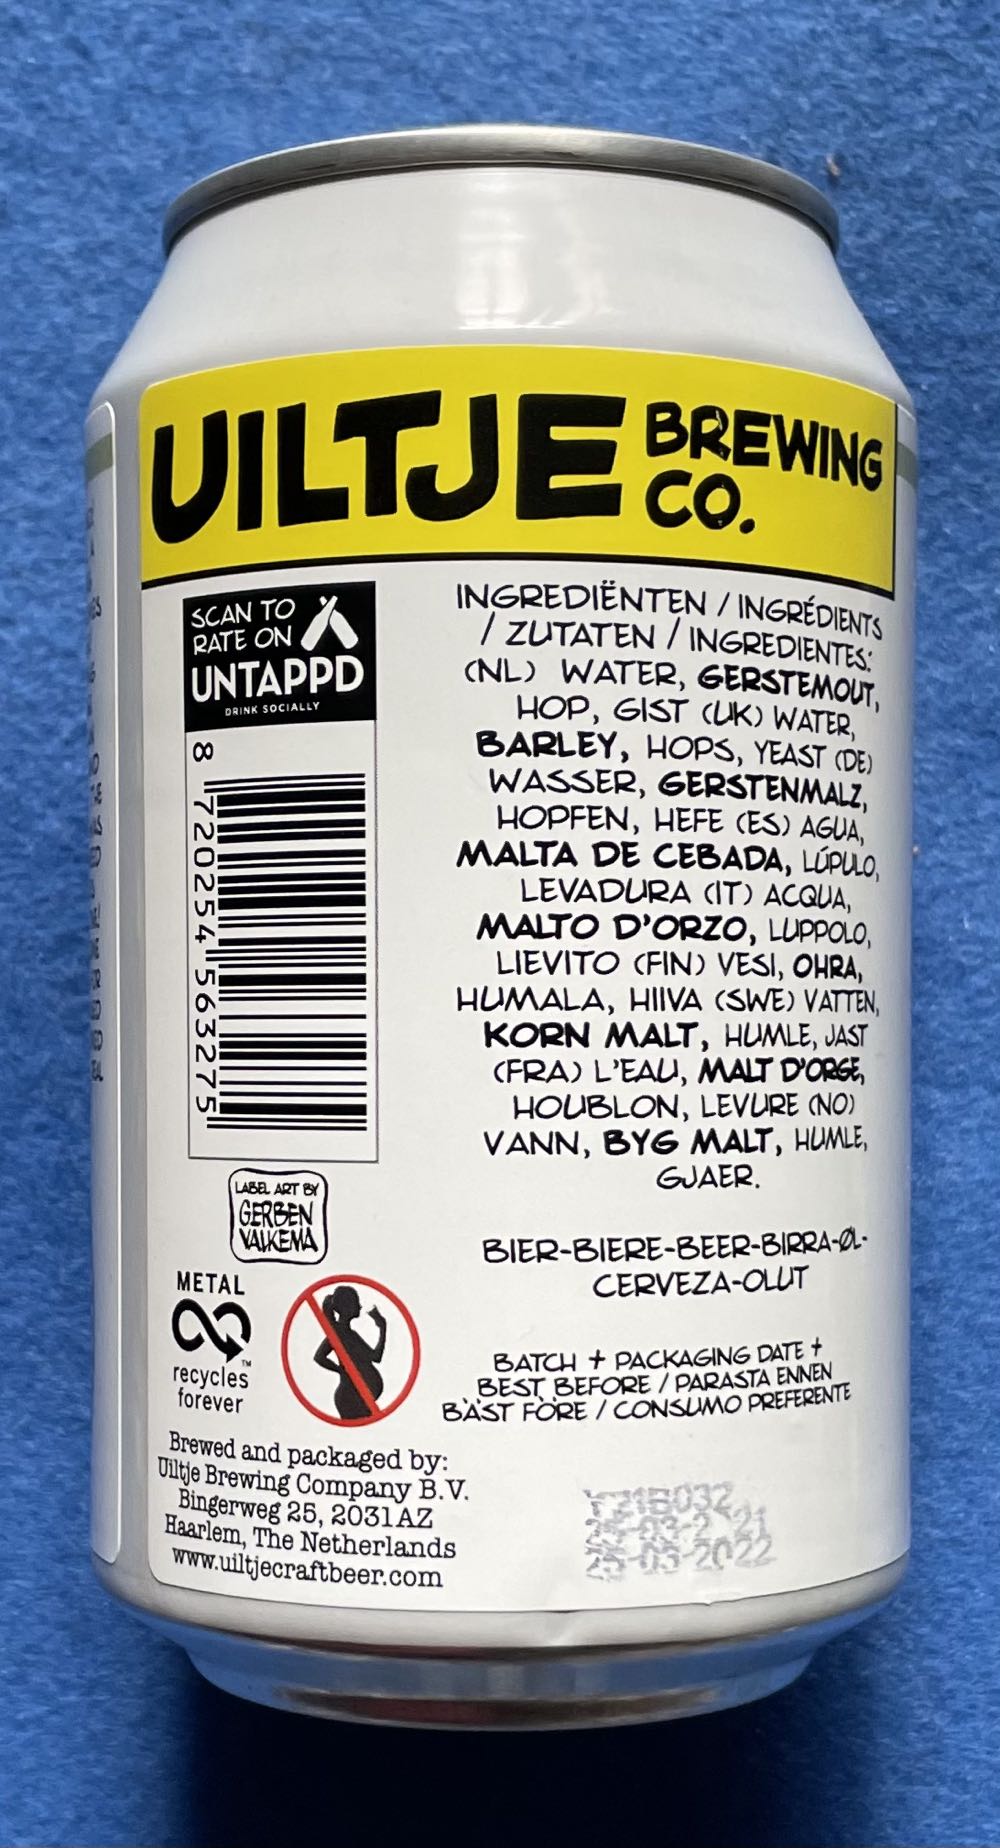 UILTJE BREWING CO.
SCAN TO
RATE ON
UNTAPPD
DRINK SOCIALLY
8 720254 563275
LABEL ART BY
GERBEN
VALKEMA
METAL
TM
recycles
forever
Brewed and packaged by:
Uiltje Brewing Company B.V.
Bingerweg 25, 2031AZ
Haarlem, The Netherlands
www.uiltjecraftbeer.com
INGREDIËNTEN / INGRÉDIENTS
/ ZUTATEN / INGREDIENTES:
(NL) WATER, GERSTEMOUT,
HOP, GIST (UK) WATER,
BARLEY, HOPS, YEAST (DE)
WASSER, GERSTENMALZ,
HOPFEN, HEFE (ES) AGUA,
MALTA DE CEBADA, LÚPULO,
LEVADURA (IT) ACQUA,
MALTO D'ORZO, LUPPOLO,
LIEVITO (FIN) VESI, OHRA,
HUMALA, HIIVA (SWE) VATTEN,
KORN MALT, HUMLE, JAST
(FRA) L'EAU, MALT D'ORGE,
HOUBLON, LEVURE (NO)
VANN, BYG MALT, HUMLE,
GJAER.
BIER-BIERE-BEER-BIRRA-ØL-
CERVEZA-OLUT
BATCH + PACKAGING DATE +
BEST BEFORE / PARASTA ENNEN
BÄST FÖRE / CONSUMO PREFERENTE